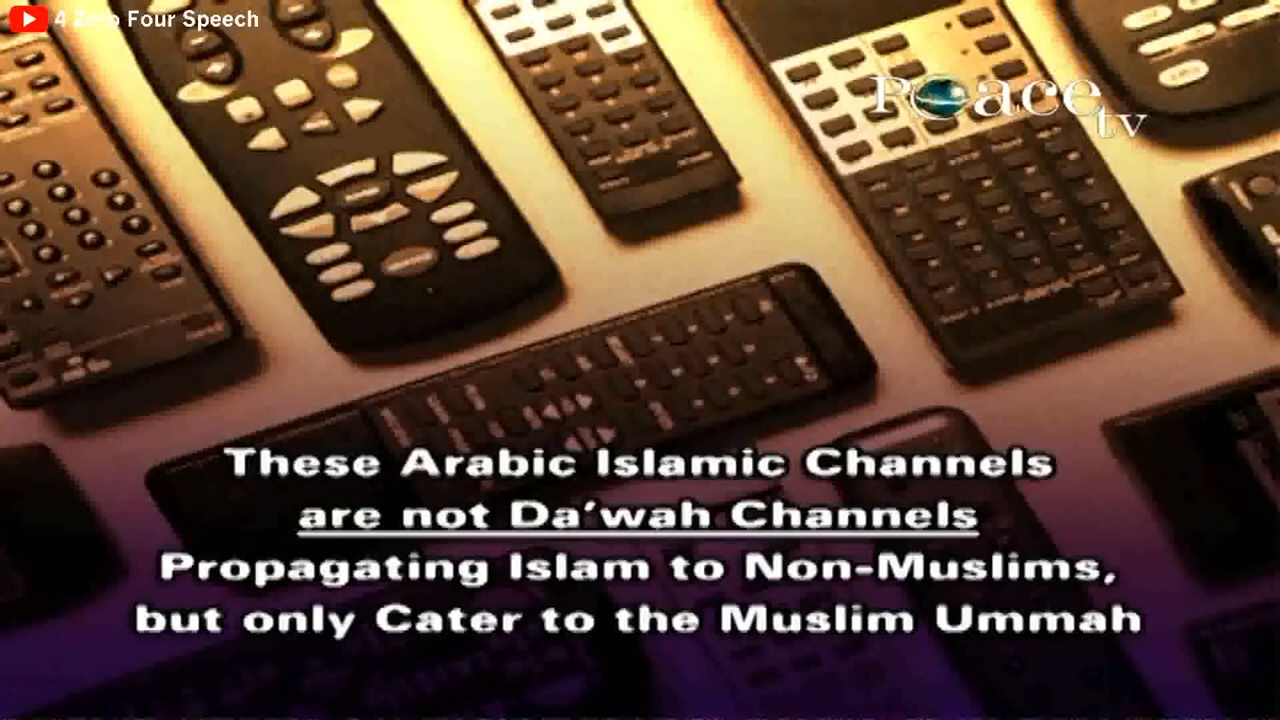 4 Zero Four Speech
Peace
tv
These Arabic Islamic Channels
are not Da'wah Channels
Propagating Islam to Non-Muslims,
but only Cater to the Muslim Ummah